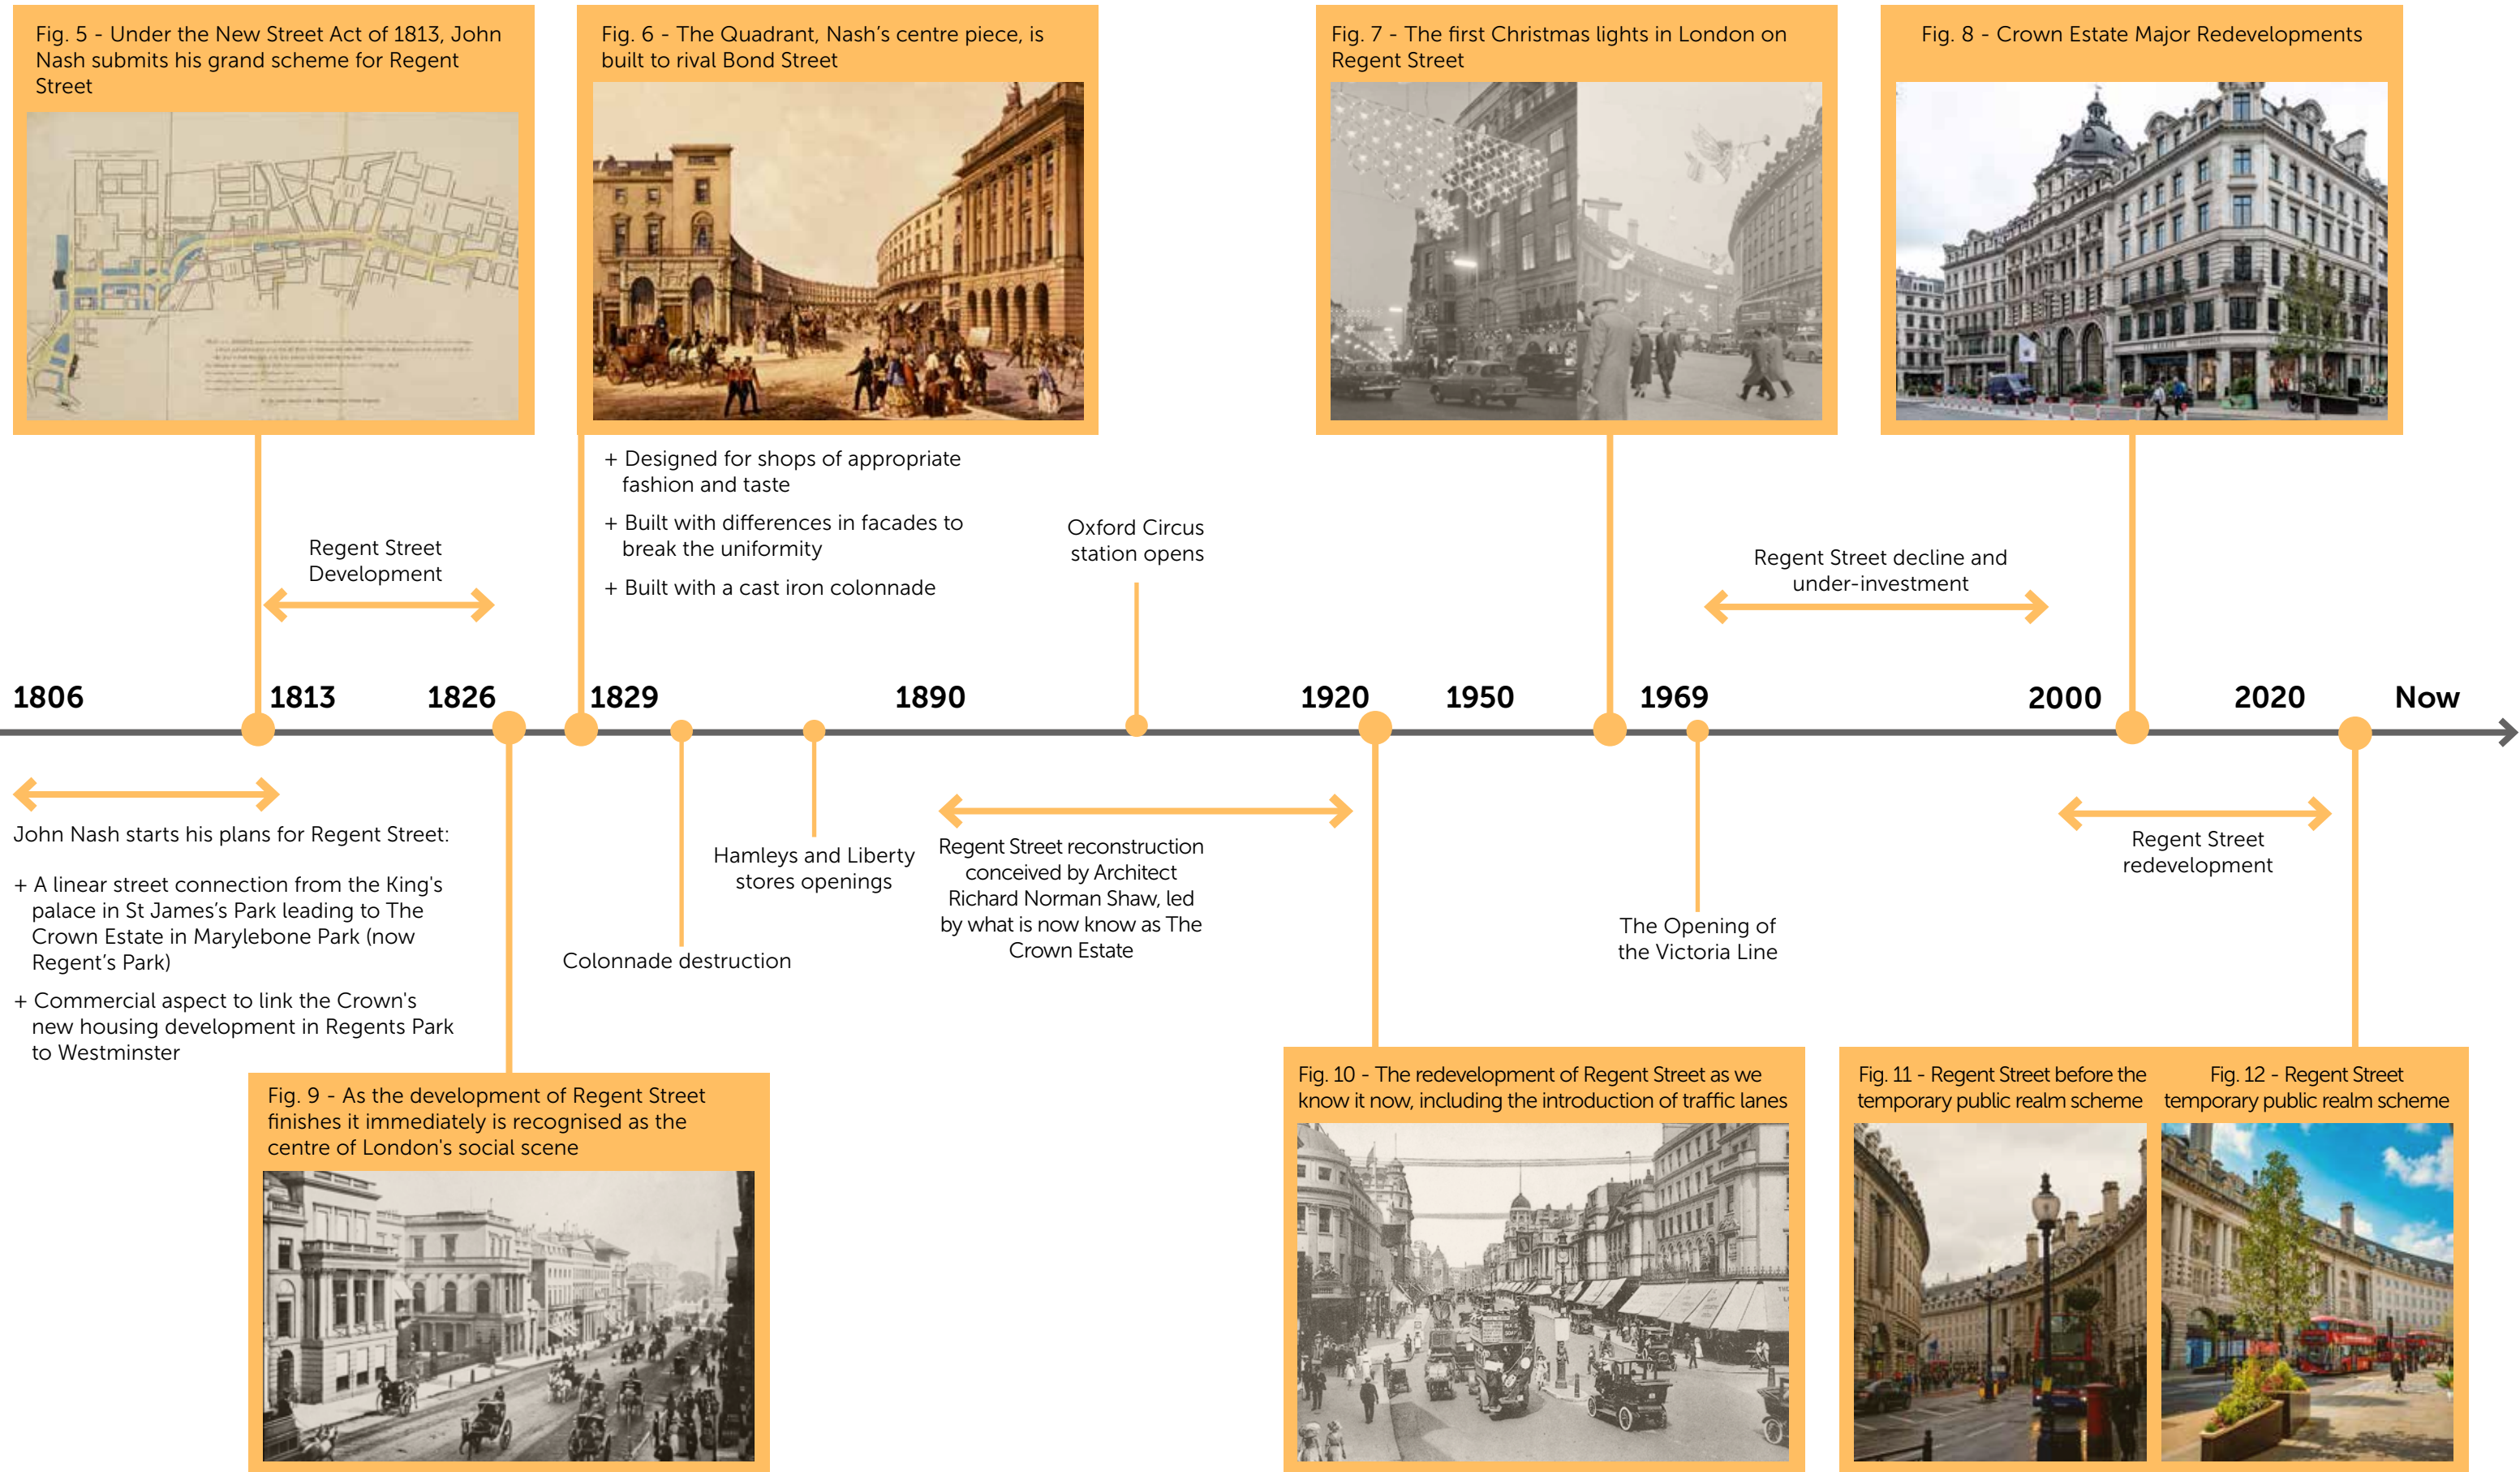 Fig. 5 - Under the New Street Act of 1813, John
Nash submits his grand scheme for Regent
Street
Fig. 6 - The Quadrant, Nash’s centre piece, is
built to rival Bond Street
Fig. 7 - The first Christmas lights in London on
Regent Street
Fig. 8 - Crown Estate Major Redevelopments
+ Designed for shops of appropriate
fashion and taste
+ Built with differences in facades to
break the uniformity
+ Built with a cast iron colonnade
Regent Street
Development
Oxford Circus
station opens
Regent Street decline and
under-investment
1806
1813
1826
1829
1890
1920
1950
1969
2000
2020
Now
John Nash starts his plans for Regent Street:
+ A linear street connection from the King's
palace in St James’s Park leading to The
Crown Estate in Marylebone Park (now
Regent’s Park)
+ Commercial aspect to link the Crown's
new housing development in Regents Park
to Westminster
Colonnade destruction
Hamleys and Liberty
stores openings
Regent Street reconstruction
conceived by Architect
Richard Norman Shaw, led
by what is now know as The
Crown Estate
The Opening of
the Victoria Line
Regent Street
redevelopment
Fig. 9 - As the development of Regent Street
finishes it immediately is recognised as the
centre of London's social scene
Fig. 10 - The redevelopment of Regent Street as we
know it now, including the introduction of traffic lanes
Fig. 11 - Regent Street before the
temporary public realm scheme
Fig. 12 - Regent Street
temporary public realm scheme